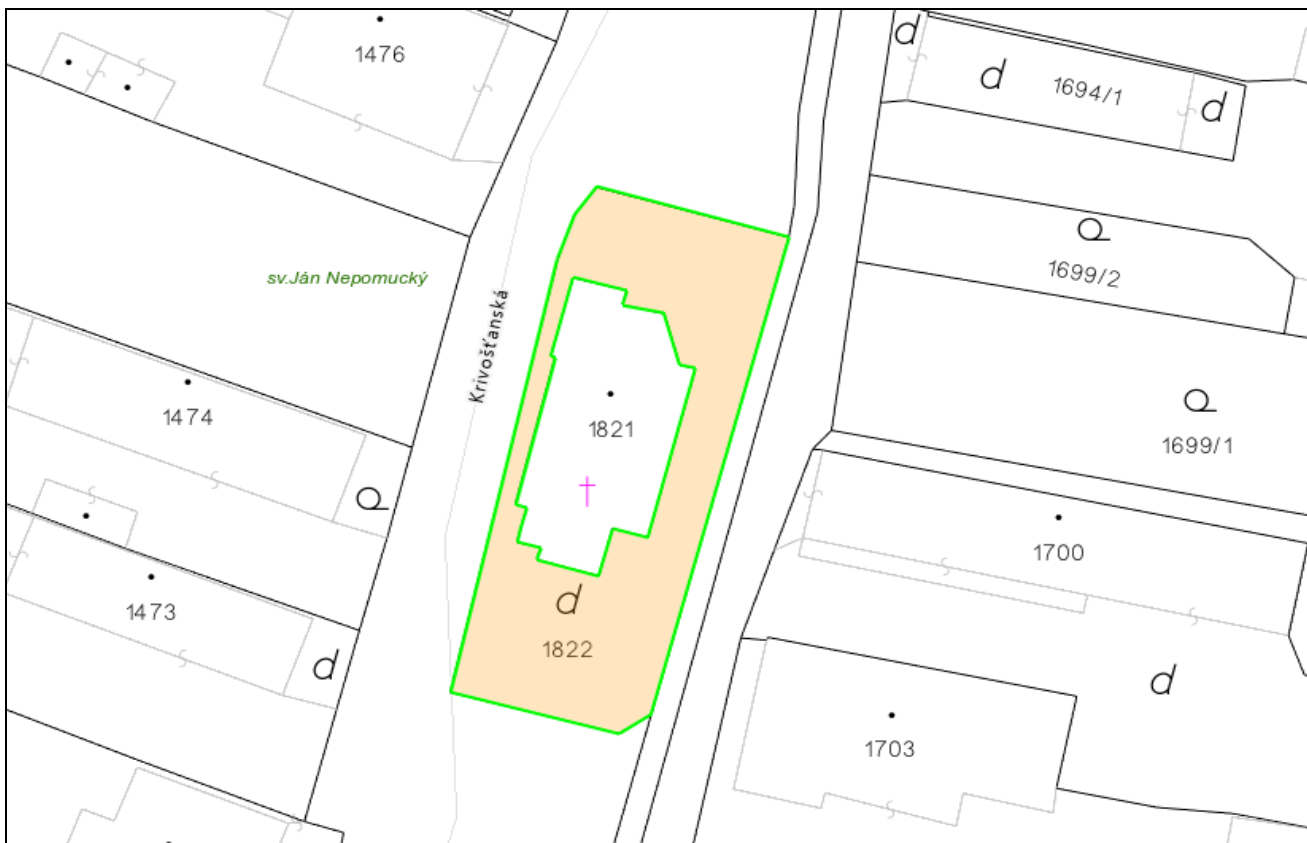 1476
1694/1
d
d
d
1699/2
sv.Ján Nepomucký
Krivošťanská
1474
1821
1699/1
1700
1473
d
1822
d
d
1703